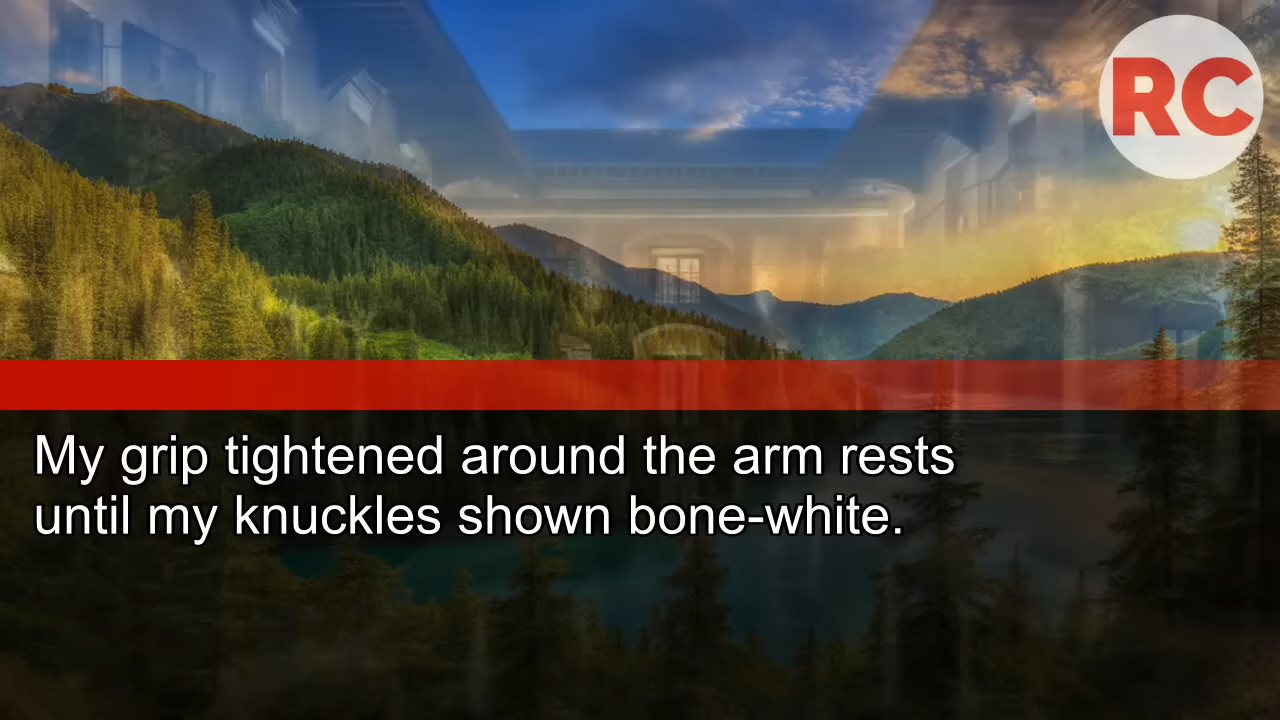 RC
My grip tightened around the arm rests
until my knuckles shown bone-white.